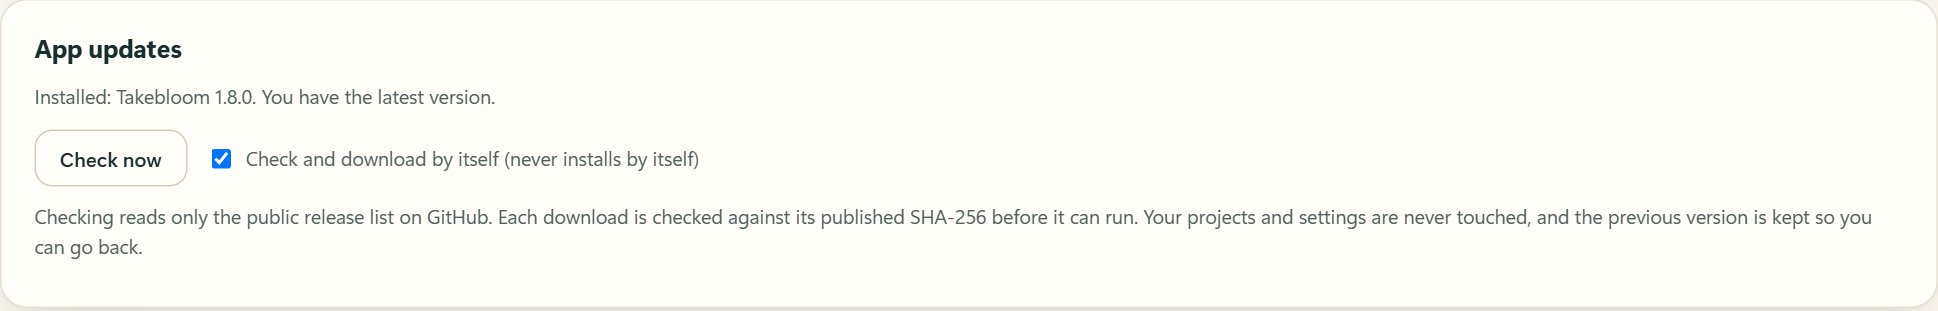 App updates
Installed: Takebloom 1.8.0. You have the latest version.
Check now
Check and download by itself (never installs by itself)
Checking reads only the public release list on GitHub. Each download is checked against its published SHA-256 before it can run. Your projects and settings are never touched, and the previous version is kept so you
can go back.